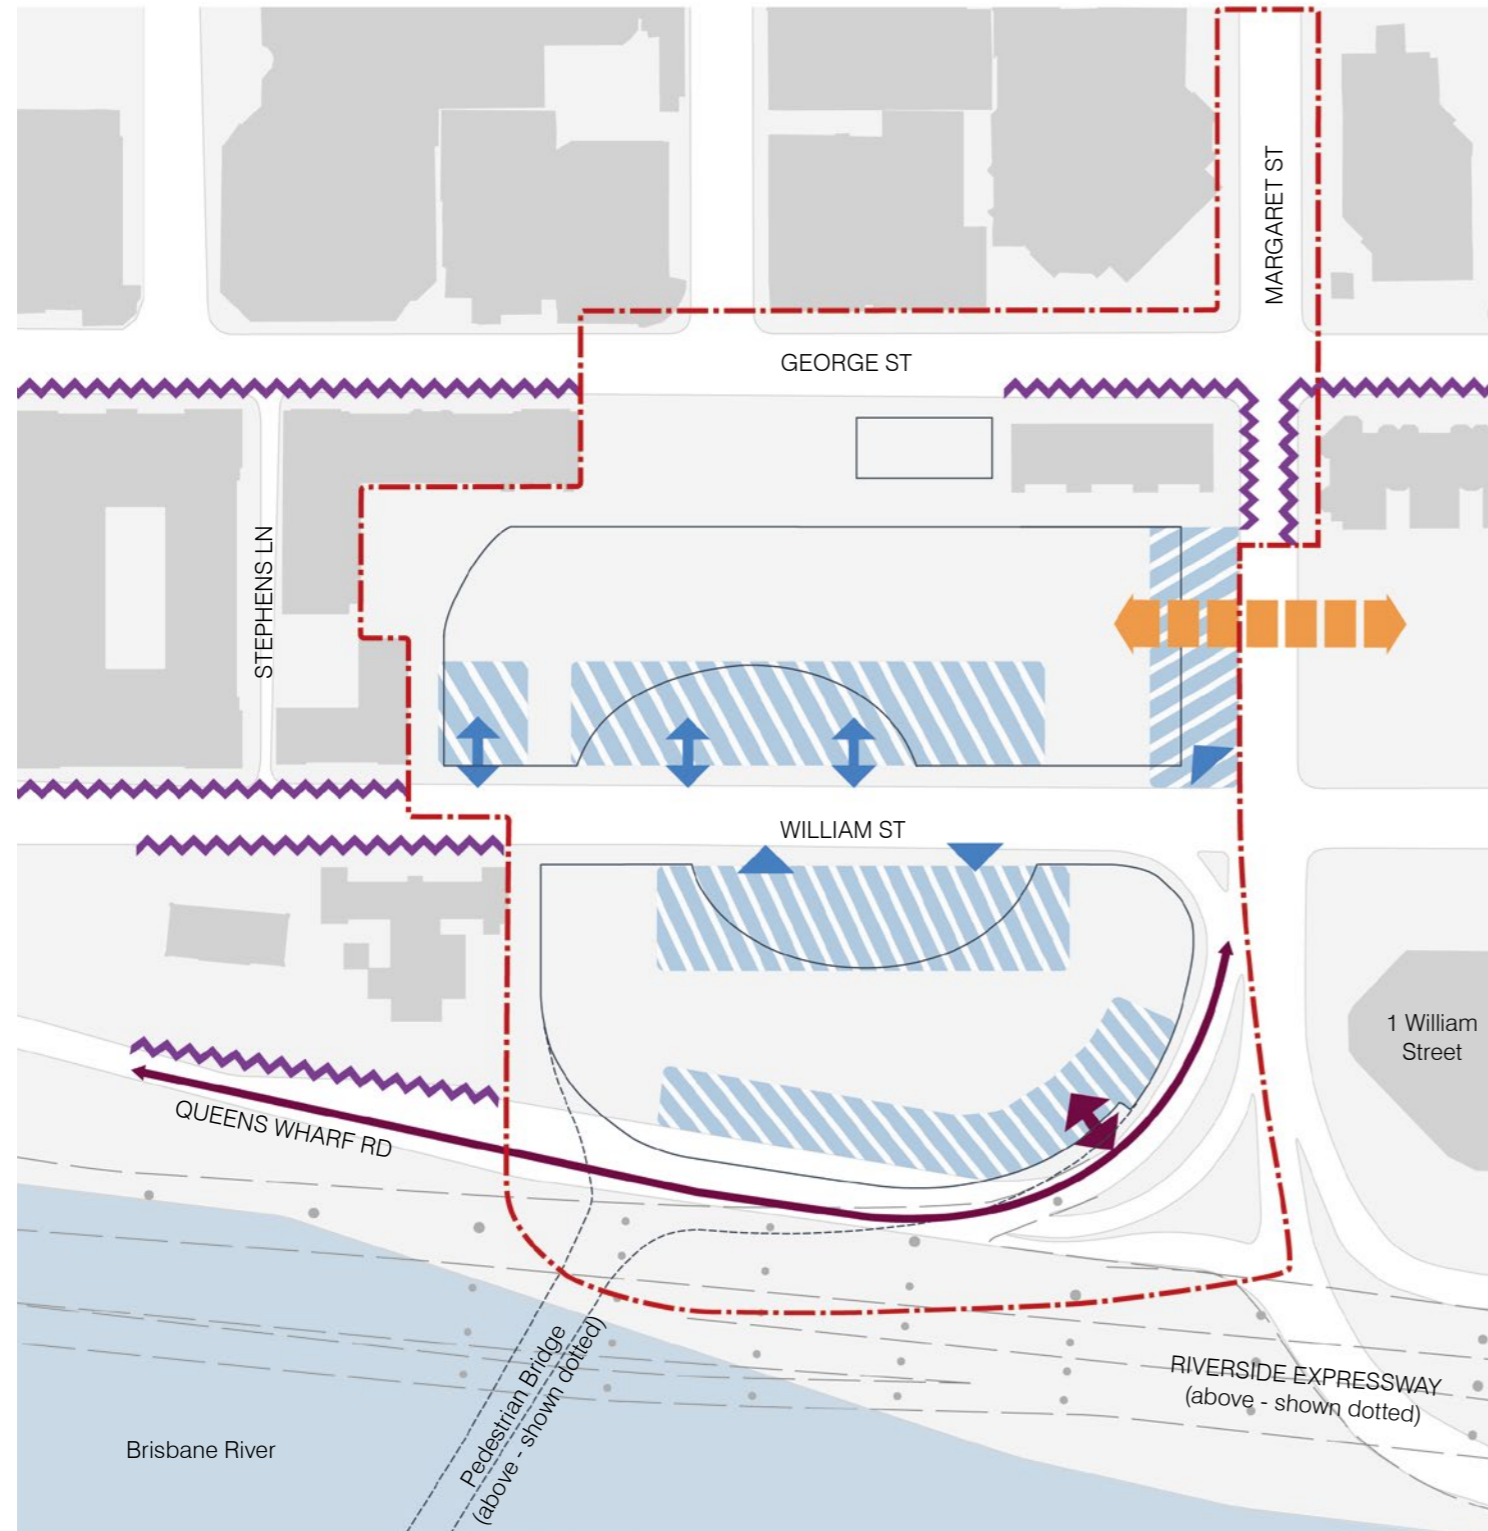 MARGARET ST
GEORGE ST
STEPHENS LN
WILLIAM ST
1 William
Street
QUEENS WHARF RD
Pedestrian Bridge
(above - shown dotted)
RIVERSIDE EXPRESSWAY
(above - shown dotted)
Brisbane River